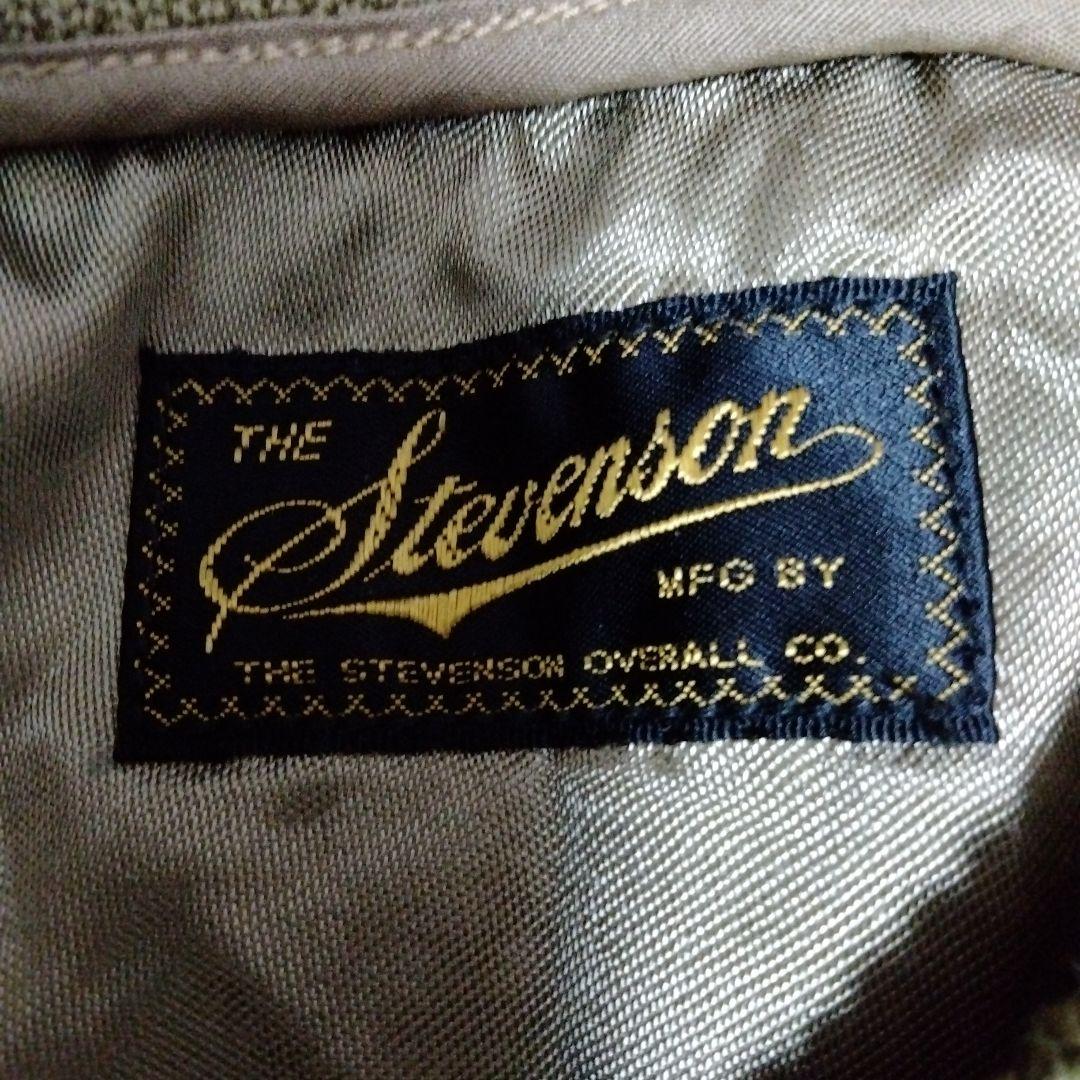 THE Stevenson
MFG BY
THE STEVENSON OVERALL CO.